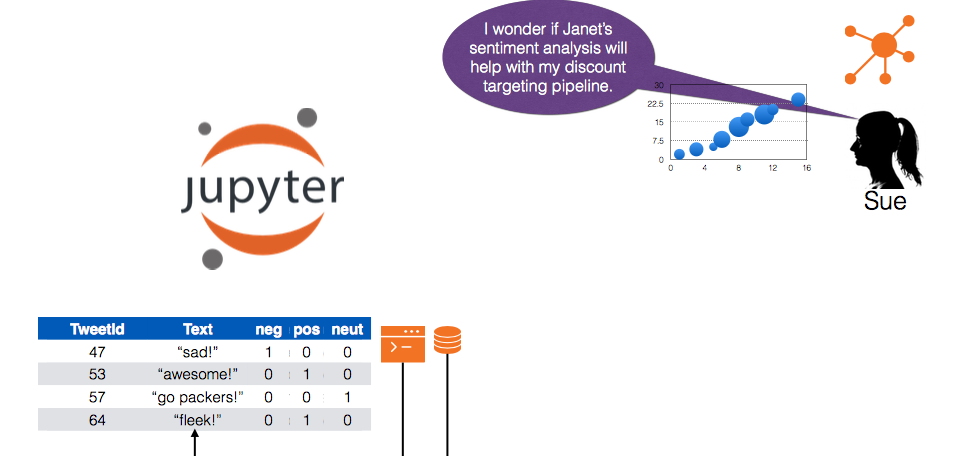 I wonder if Janet's
sentiment analysis will
help with my discount
targeting pipeline.
30
22.5
15
7.5
0
0 4 8 12 16
Sue
jupyter
TweetId Text neg pos neut
47 “sad!” 1 0 0
53 “awesome!” 0 1 0
57 “go packers!” 0 0 1
64 “fleek!” 0 1 0